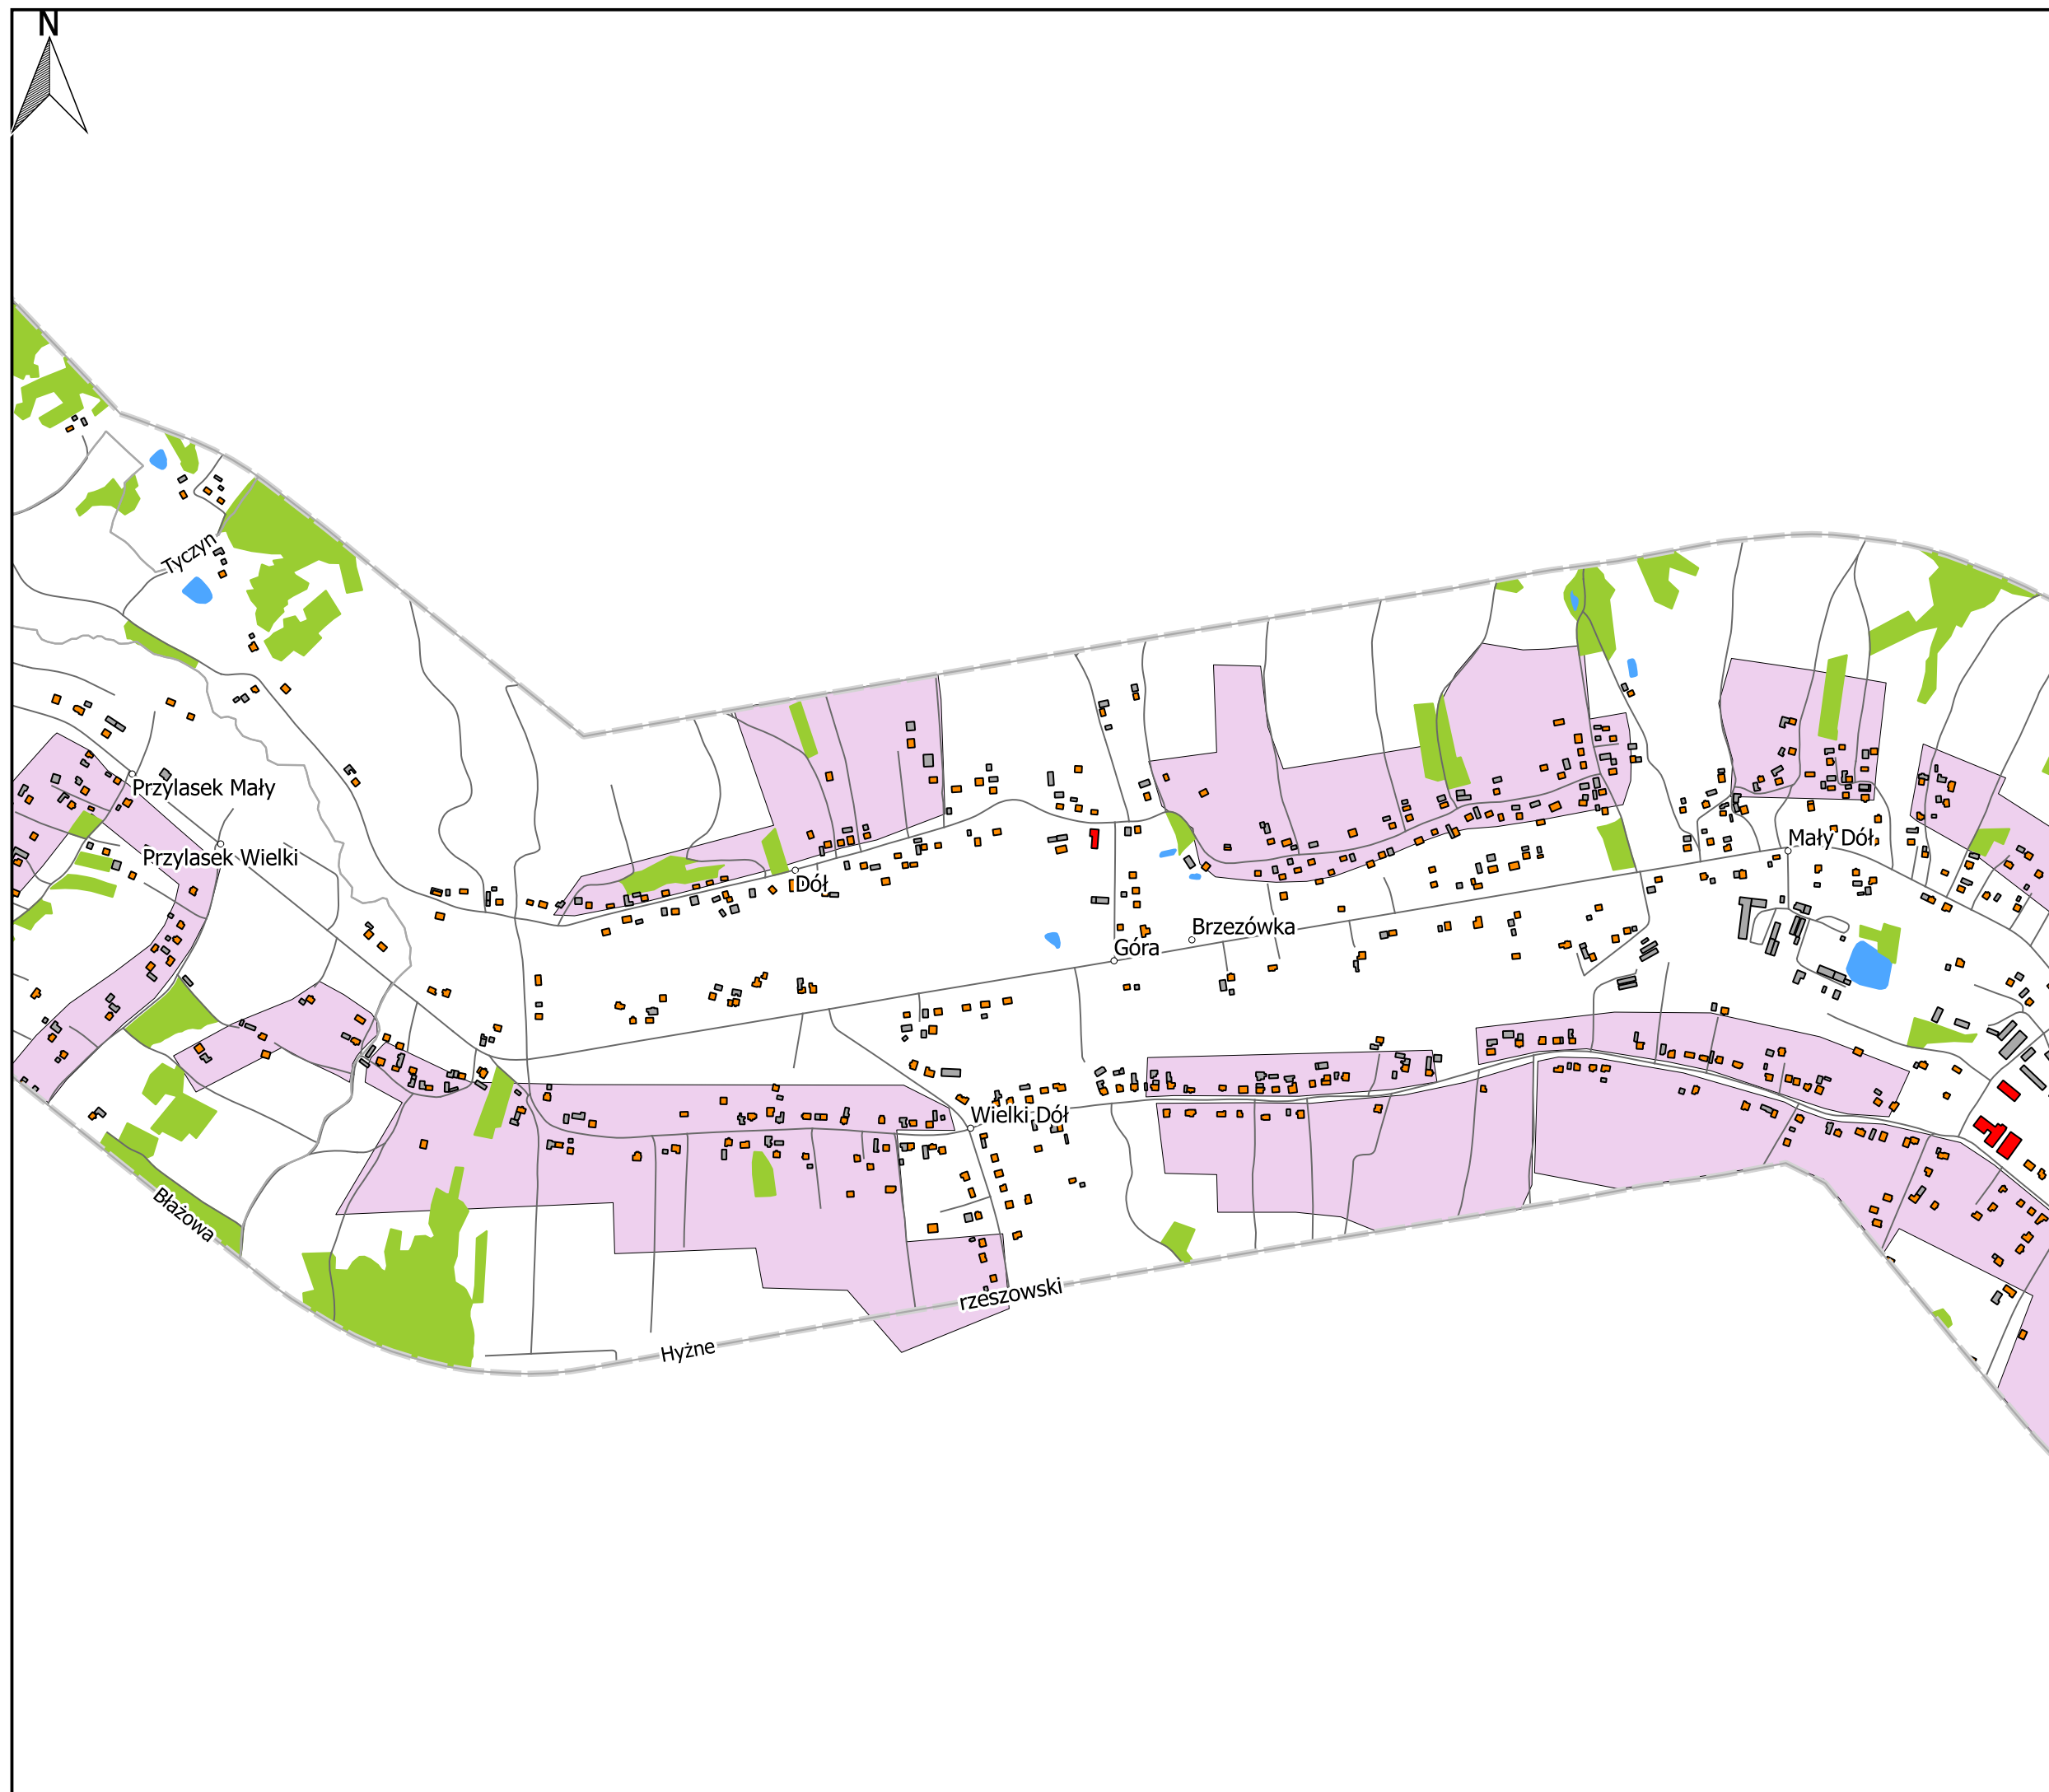 N
Tyczyn
Przylasek Mały
Mały Dół
Przylasek Wielki
Dół
Brzezówka
Góra
Wielki Dół
Błażowa
rzeszowski
Hyżne